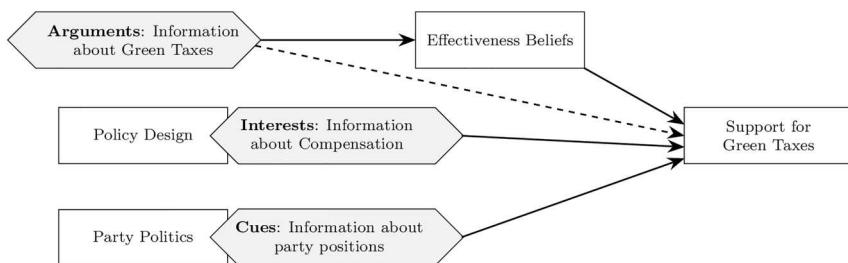 Arguments: Information
about Green Taxes
Effectiveness Beliefs
Policy Design
Interests: Information
about Compensation
Support for
Green Taxes
Party Politics
Cues: Information about
party positions